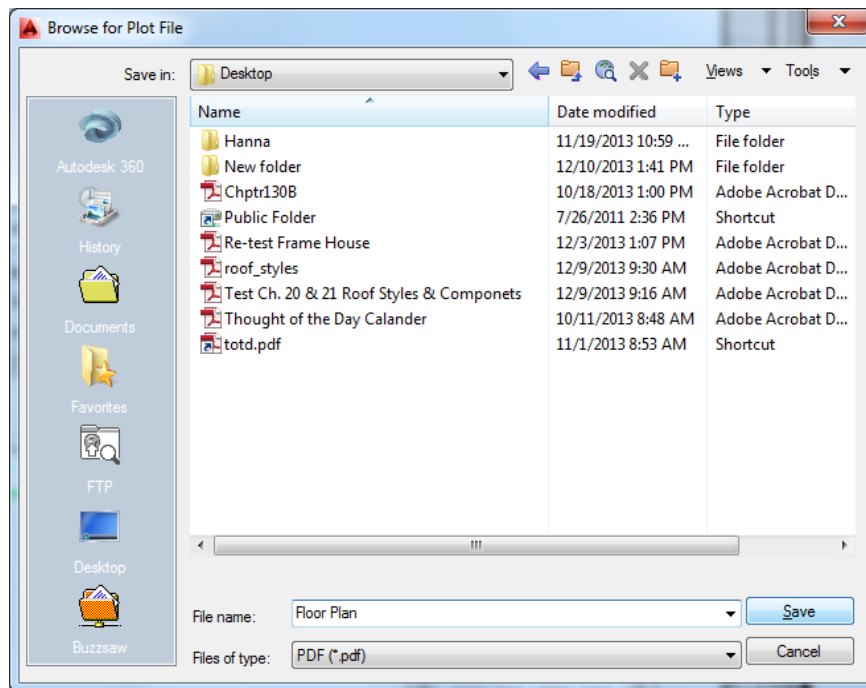 Browse for Plot File
Save in: Desktop Views Tools
Name Date modified Type
Hanna 11/19/2013 10:59 ... File folder
New folder 12/10/2013 1:41 PM File folder
Chptr130B 10/18/2013 1:00 PM Adobe Acrobat D...
Public Folder 7/26/2011 2:36 PM Shortcut
Re-test Frame House 12/3/2013 1:07 PM Adobe Acrobat D...
roof_styles 12/9/2013 9:30 AM Adobe Acrobat D...
Test Ch. 20 & 21 Roof Styles & Componets 12/9/2013 9:16 AM Adobe Acrobat D...
Thought of the Day Calander 10/11/2013 8:48 AM Adobe Acrobat D...
totd.pdf 11/1/2013 8:53 AM Shortcut
Autodesk 360
History
Documents
Favorites
FTP
Desktop
Buzzsaw
File name: Floor Plan Save
Files of type: PDF (*.pdf) Cancel